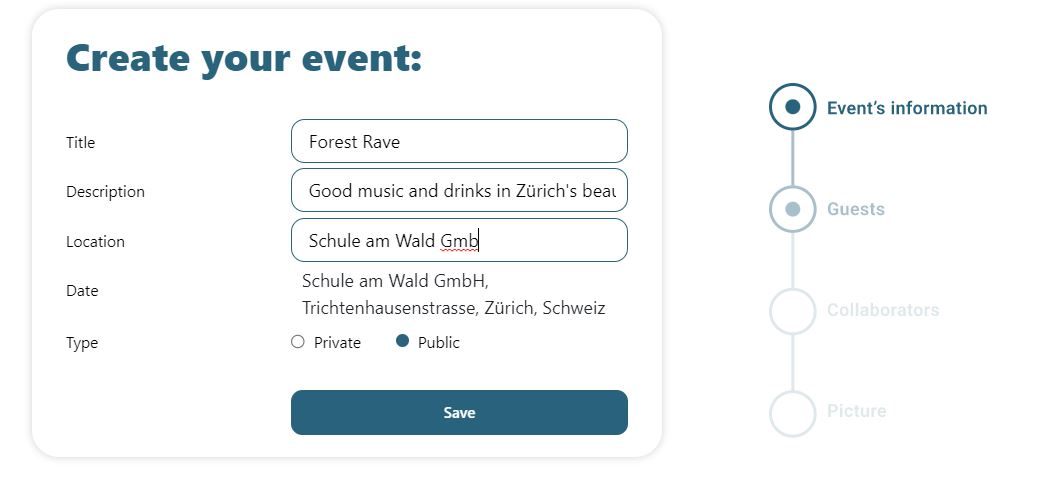 Create your event:
Title
Forest Rave
Description
Good music and drinks in Zürich's beau
Location
Schule am Wald Gmb
Date
Schule am Wald GmbH,
Trichtenhausenstrasse, Zürich, Schweiz
Type
Private
Public
Save
Event's information
Guests
Collaborators
Picture